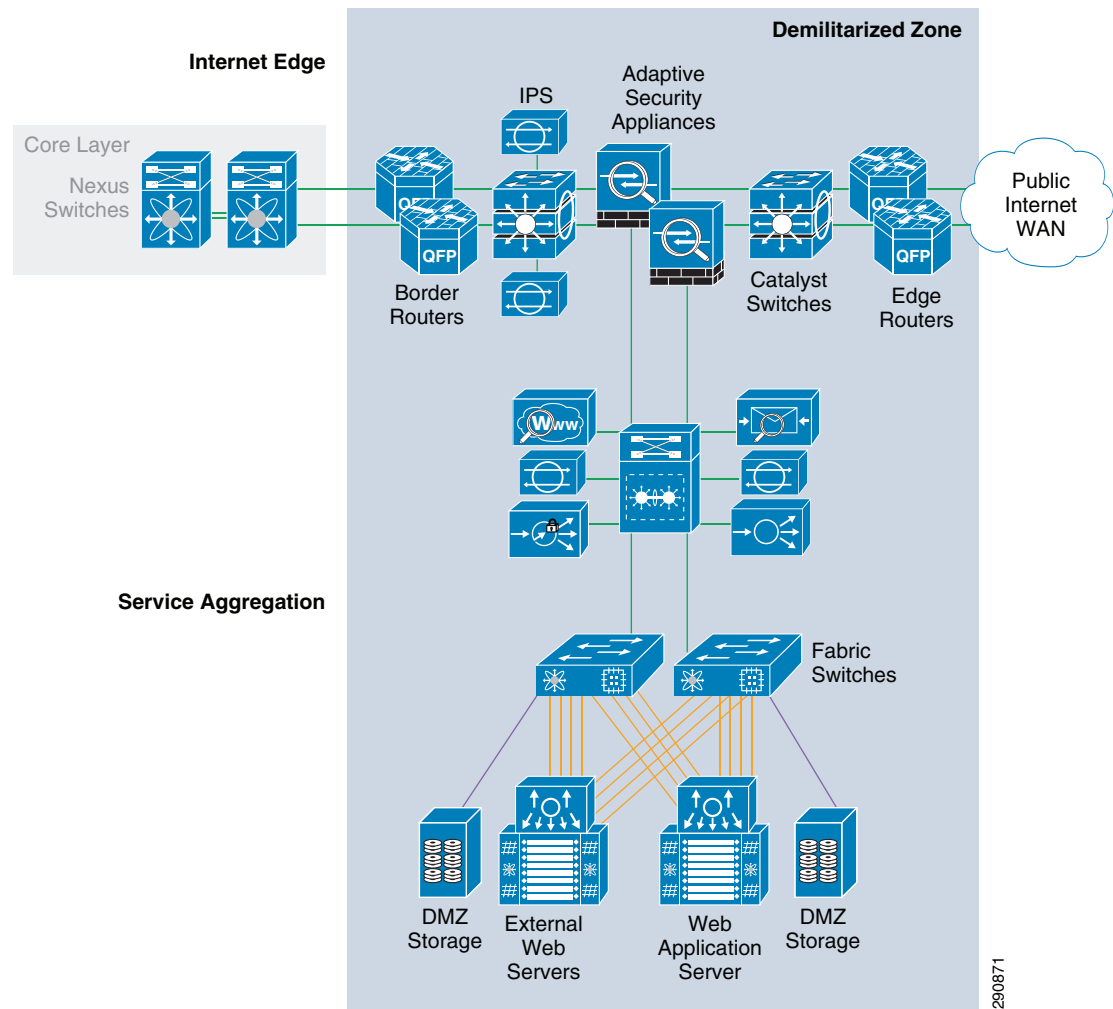 Demilitarized Zone
Internet Edge
IPS
Adaptive
Security
Appliances
Core Layer
Nexus
Switches
QFP
QFP
QFP
QFP
Public
Internet
WAN
Border
Routers
Catalyst
Switches
Edge
Routers
Www
Service Aggregation
Fabric
Switches
DMZ
Storage
External
Web
Servers
Web
Application
Server
DMZ
Storage
290871